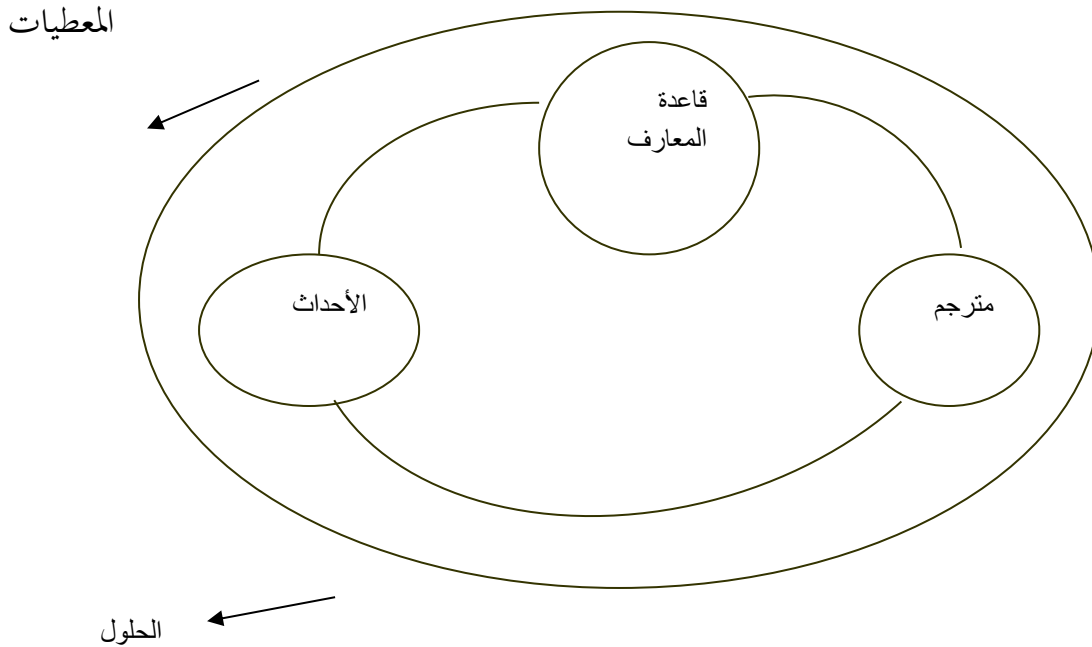 المعطيات
قاعدة
المعارف
الأحداث
مترجم
الحلول